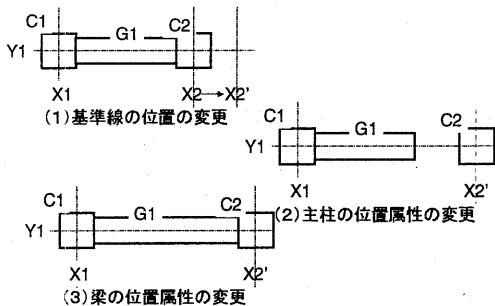 C1 G1 C2
Y1
X1 X2→X2'
(1)基準線の位置の変更
C1 G1 C2
Y1
X1 X2'
(2)主柱の位置属性の変更
C1 G1 C2
Y1
X1 X2'
(3)梁の位置属性の変更